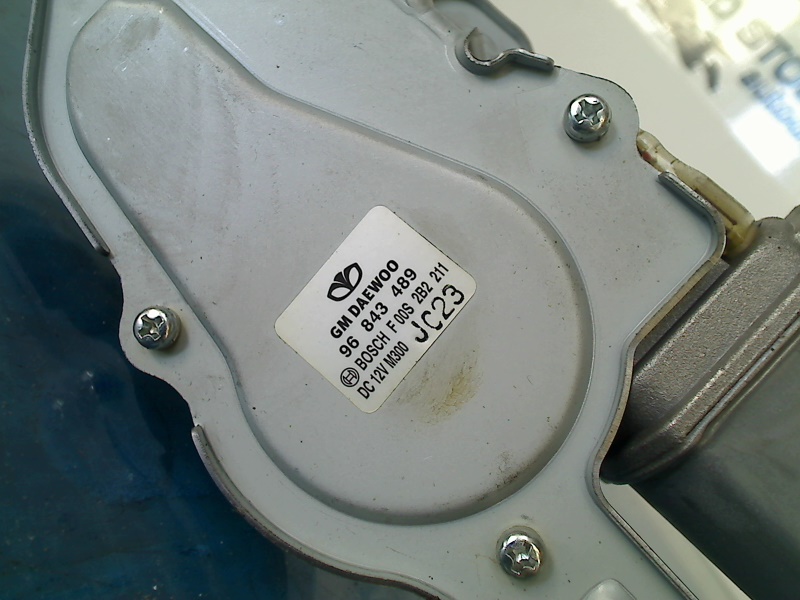 GM DAEWOO
96 843 489
BOSCH F 00S 2B2 211
DC 12V M300 JC23